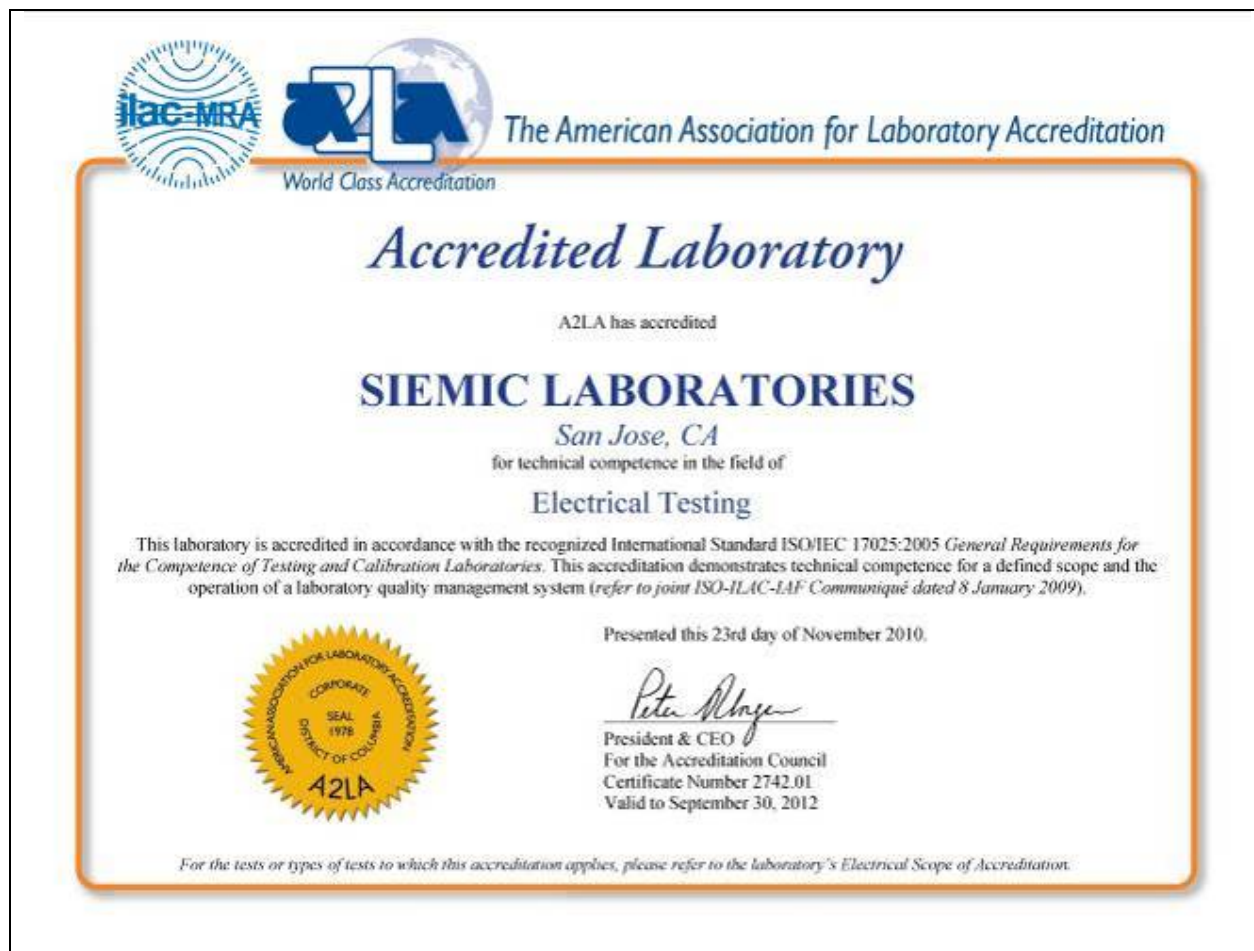 ilac-MRA
A2LA
The American Association for Laboratory Accreditation
World Class Accreditation
Accredited Laboratory
A2LA has accredited
SIEMIC LABORATORIES
San Jose, CA
for technical competence in the field of
Electrical Testing
This laboratory is accredited in accordance with the recognized International Standard ISO/IEC 17025:2005 General Requirements for
the Competence of Testing and Calibration Laboratories. This accreditation demonstrates technical competence for a defined scope and the
operation of a laboratory quality management system (refer to joint ISO-ILAC-IAF Communiqué dated 8 January 2009).
Presented this 23rd day of November 2010.
AMERICAN ASSOCIATION FOR LABORATORY ACCREDITATION
CORPORATE
SEAL
1978
DISTRICT OF COLUMBIA
A2LA
President & CEO
For the Accreditation Council
Certificate Number 2742.01
Valid to September 30, 2012
For the tests or types of tests to which this accreditation applies, please refer to the laboratory's Electrical Scope of Accreditation.